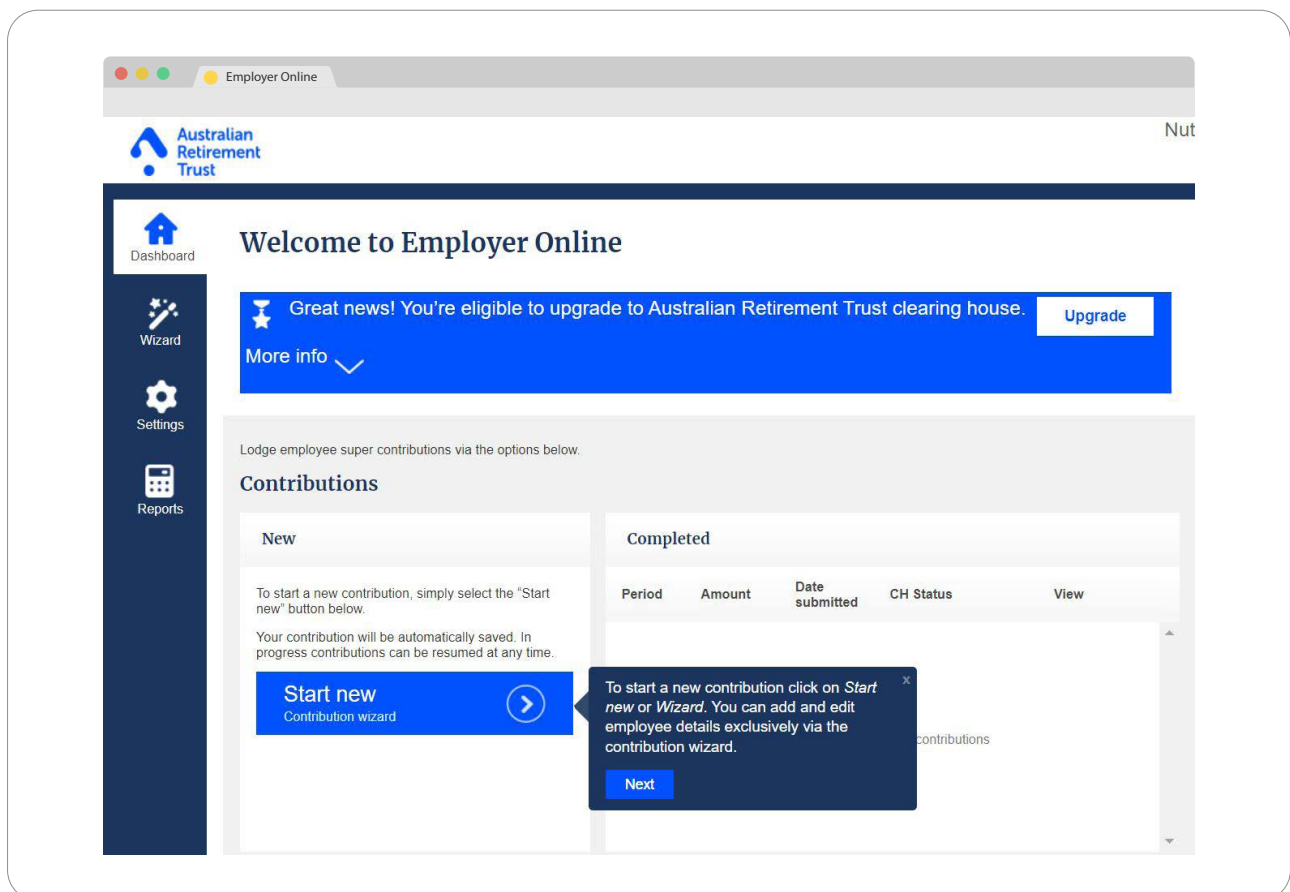 Employer Online
Australian
Retirement
Trust
Nut
Dashboard
Wizard
Settings
Reports
Welcome to Employer Online
Great news! You’re eligible to upgrade to Australian Retirement Trust clearing house.
Upgrade
More info
Lodge employee super contributions via the options below.
Contributions
New
To start a new contribution, simply select the “Start
new” button below.
Your contribution will be automatically saved. In
progress contributions can be resumed at any time.
Start new
Contribution wizard
Completed
Period Amount Date submitted CH Status View
To start a new contribution click on Start
new or Wizard. You can add and edit
employee details exclusively via the
contribution wizard.
x
Next
contributions